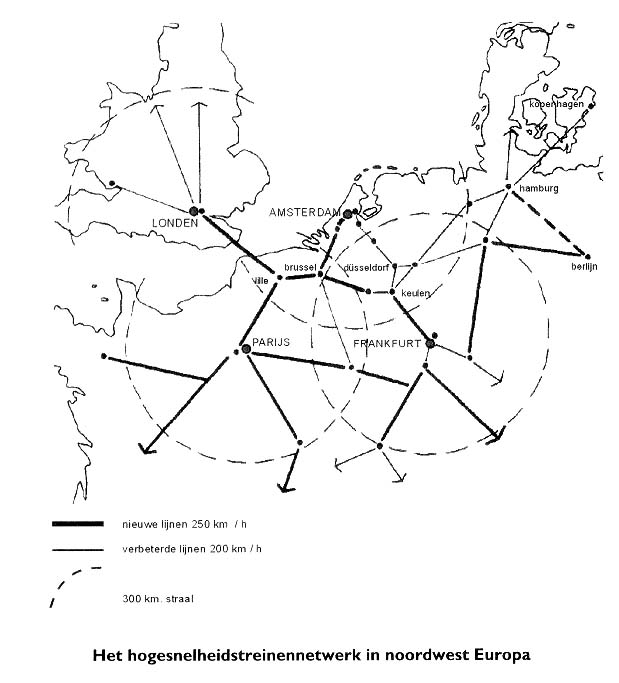 kopenhagen
hamburg
LONDEN
AMSTERDAM
brussel
düsseldorf
berlijn
lille
keulen
PARIJS
FRANKFURT
nieuwe lijnen 250 km / h
verbeterde lijnen 200 km / h
300 km. straal
Het hogesnelheidstreinennetwerk in noordwest Europa